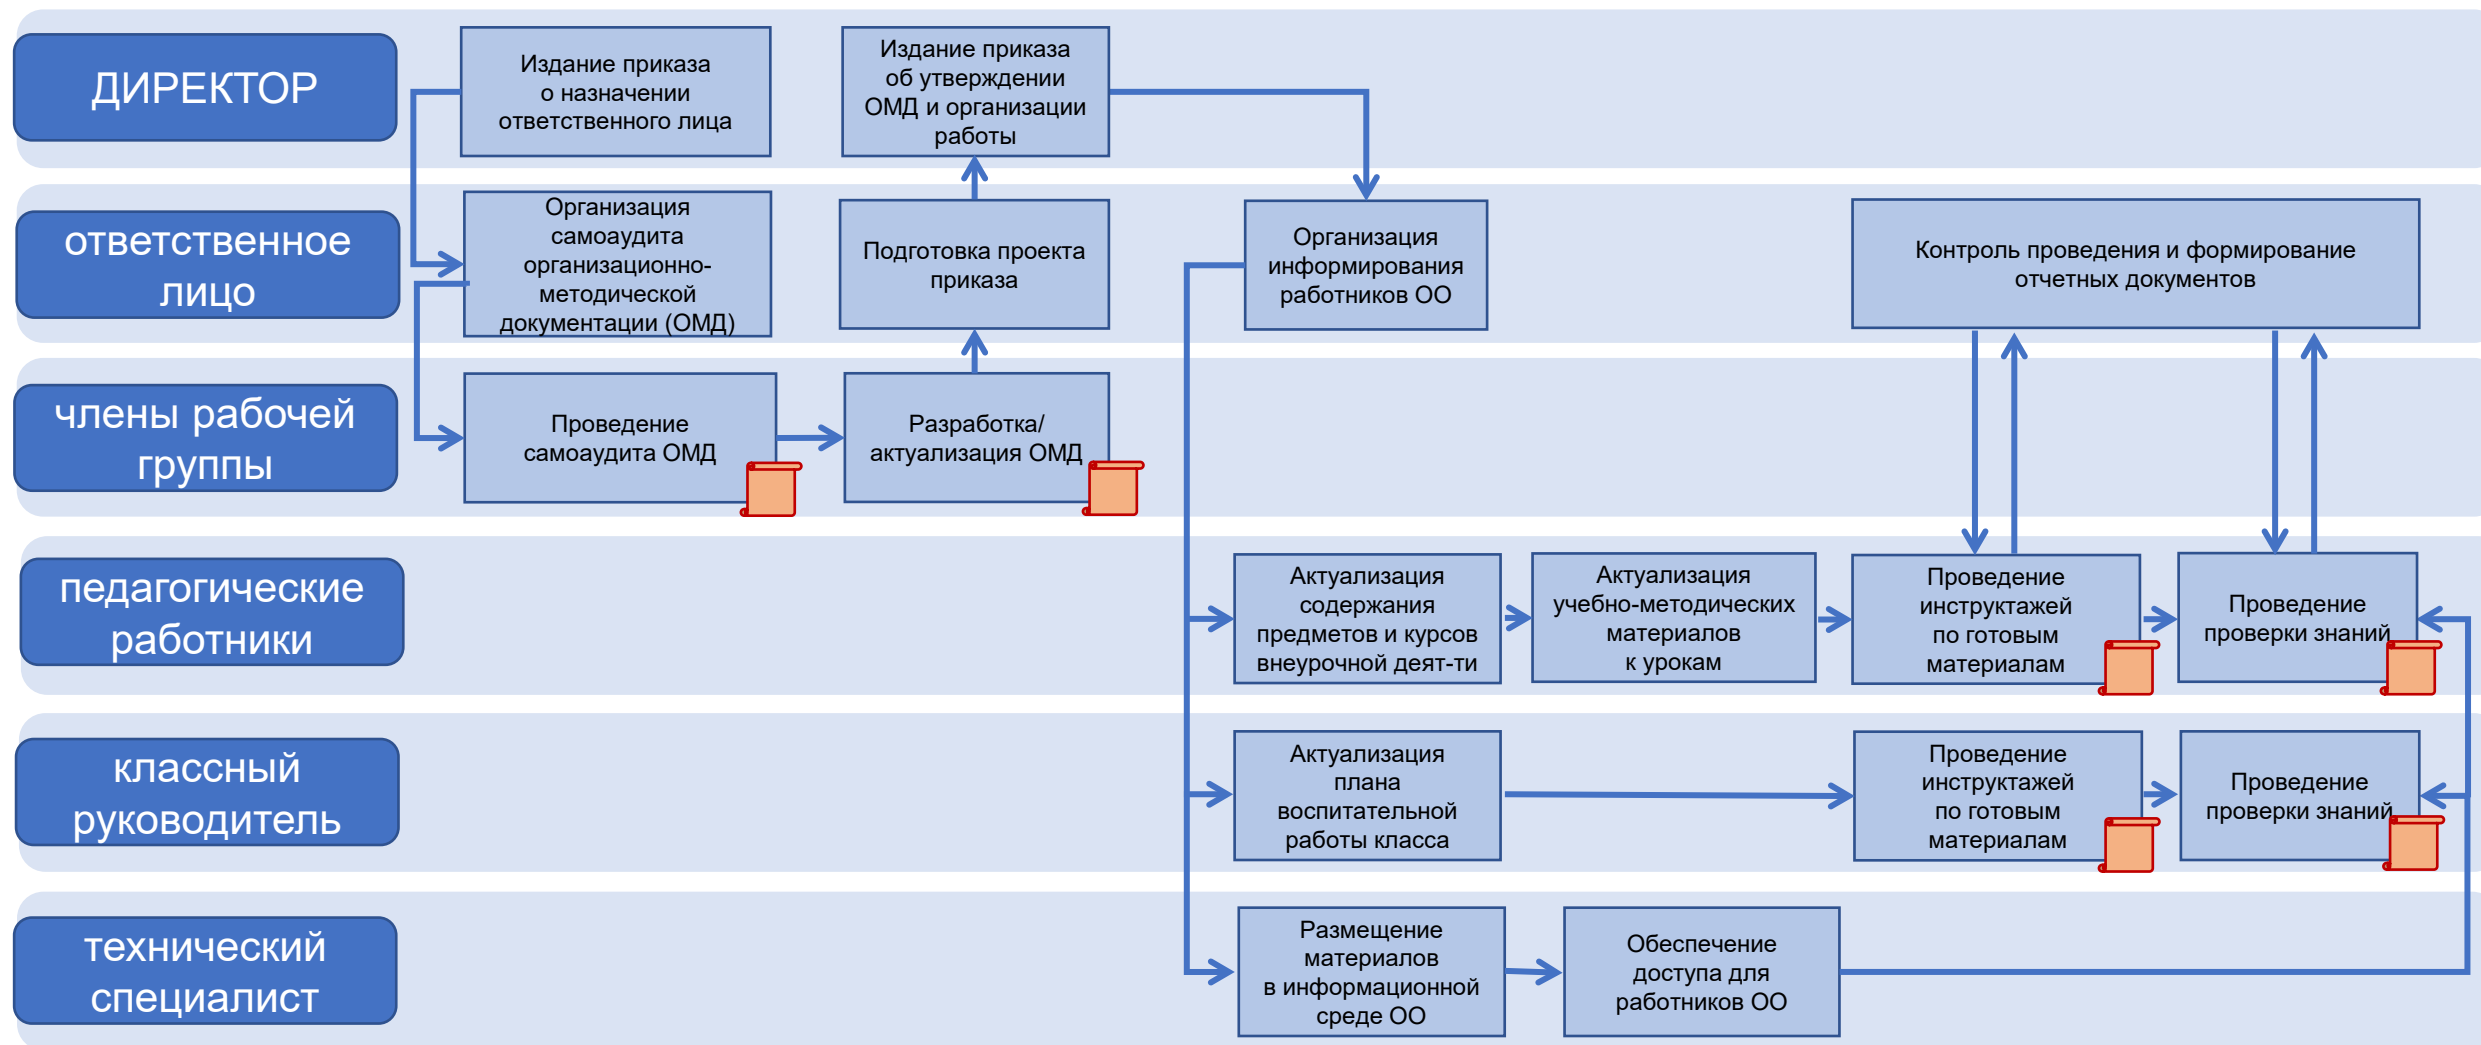 ДИРЕКТОР
Издание приказа
о назначении
ответственного лица
Издание приказа
об утверждении
ОМД и организации
работы
ответственное
лицо
Организация
самоаудита
организационно-
методической
документации (ОМД)
Подготовка проекта
приказа
Организация
информирования
работников ОО
Контроль проведения и формирование
отчетных документов
члены рабочей
группы
Проведение
самоаудита ОМД
Разработка/
актуализация ОМД
педагогические
работники
Актуализация
содержания
предметов и курсов
внеурочной деят-ти
Актуализация
учебно-методических
материалов
к урокам
Проведение
инструктажей
по готовым
материалам
Проведение
проверки знаний
классный
руководитель
Актуализация
плана
воспитательной
работы класса
Проведение
инструктажей
по готовым
материалам
Проведение
проверки знаний
технический
специалист
Размещение
материалов
в информационной
среде ОО
Обеспечение
доступа для
работников ОО